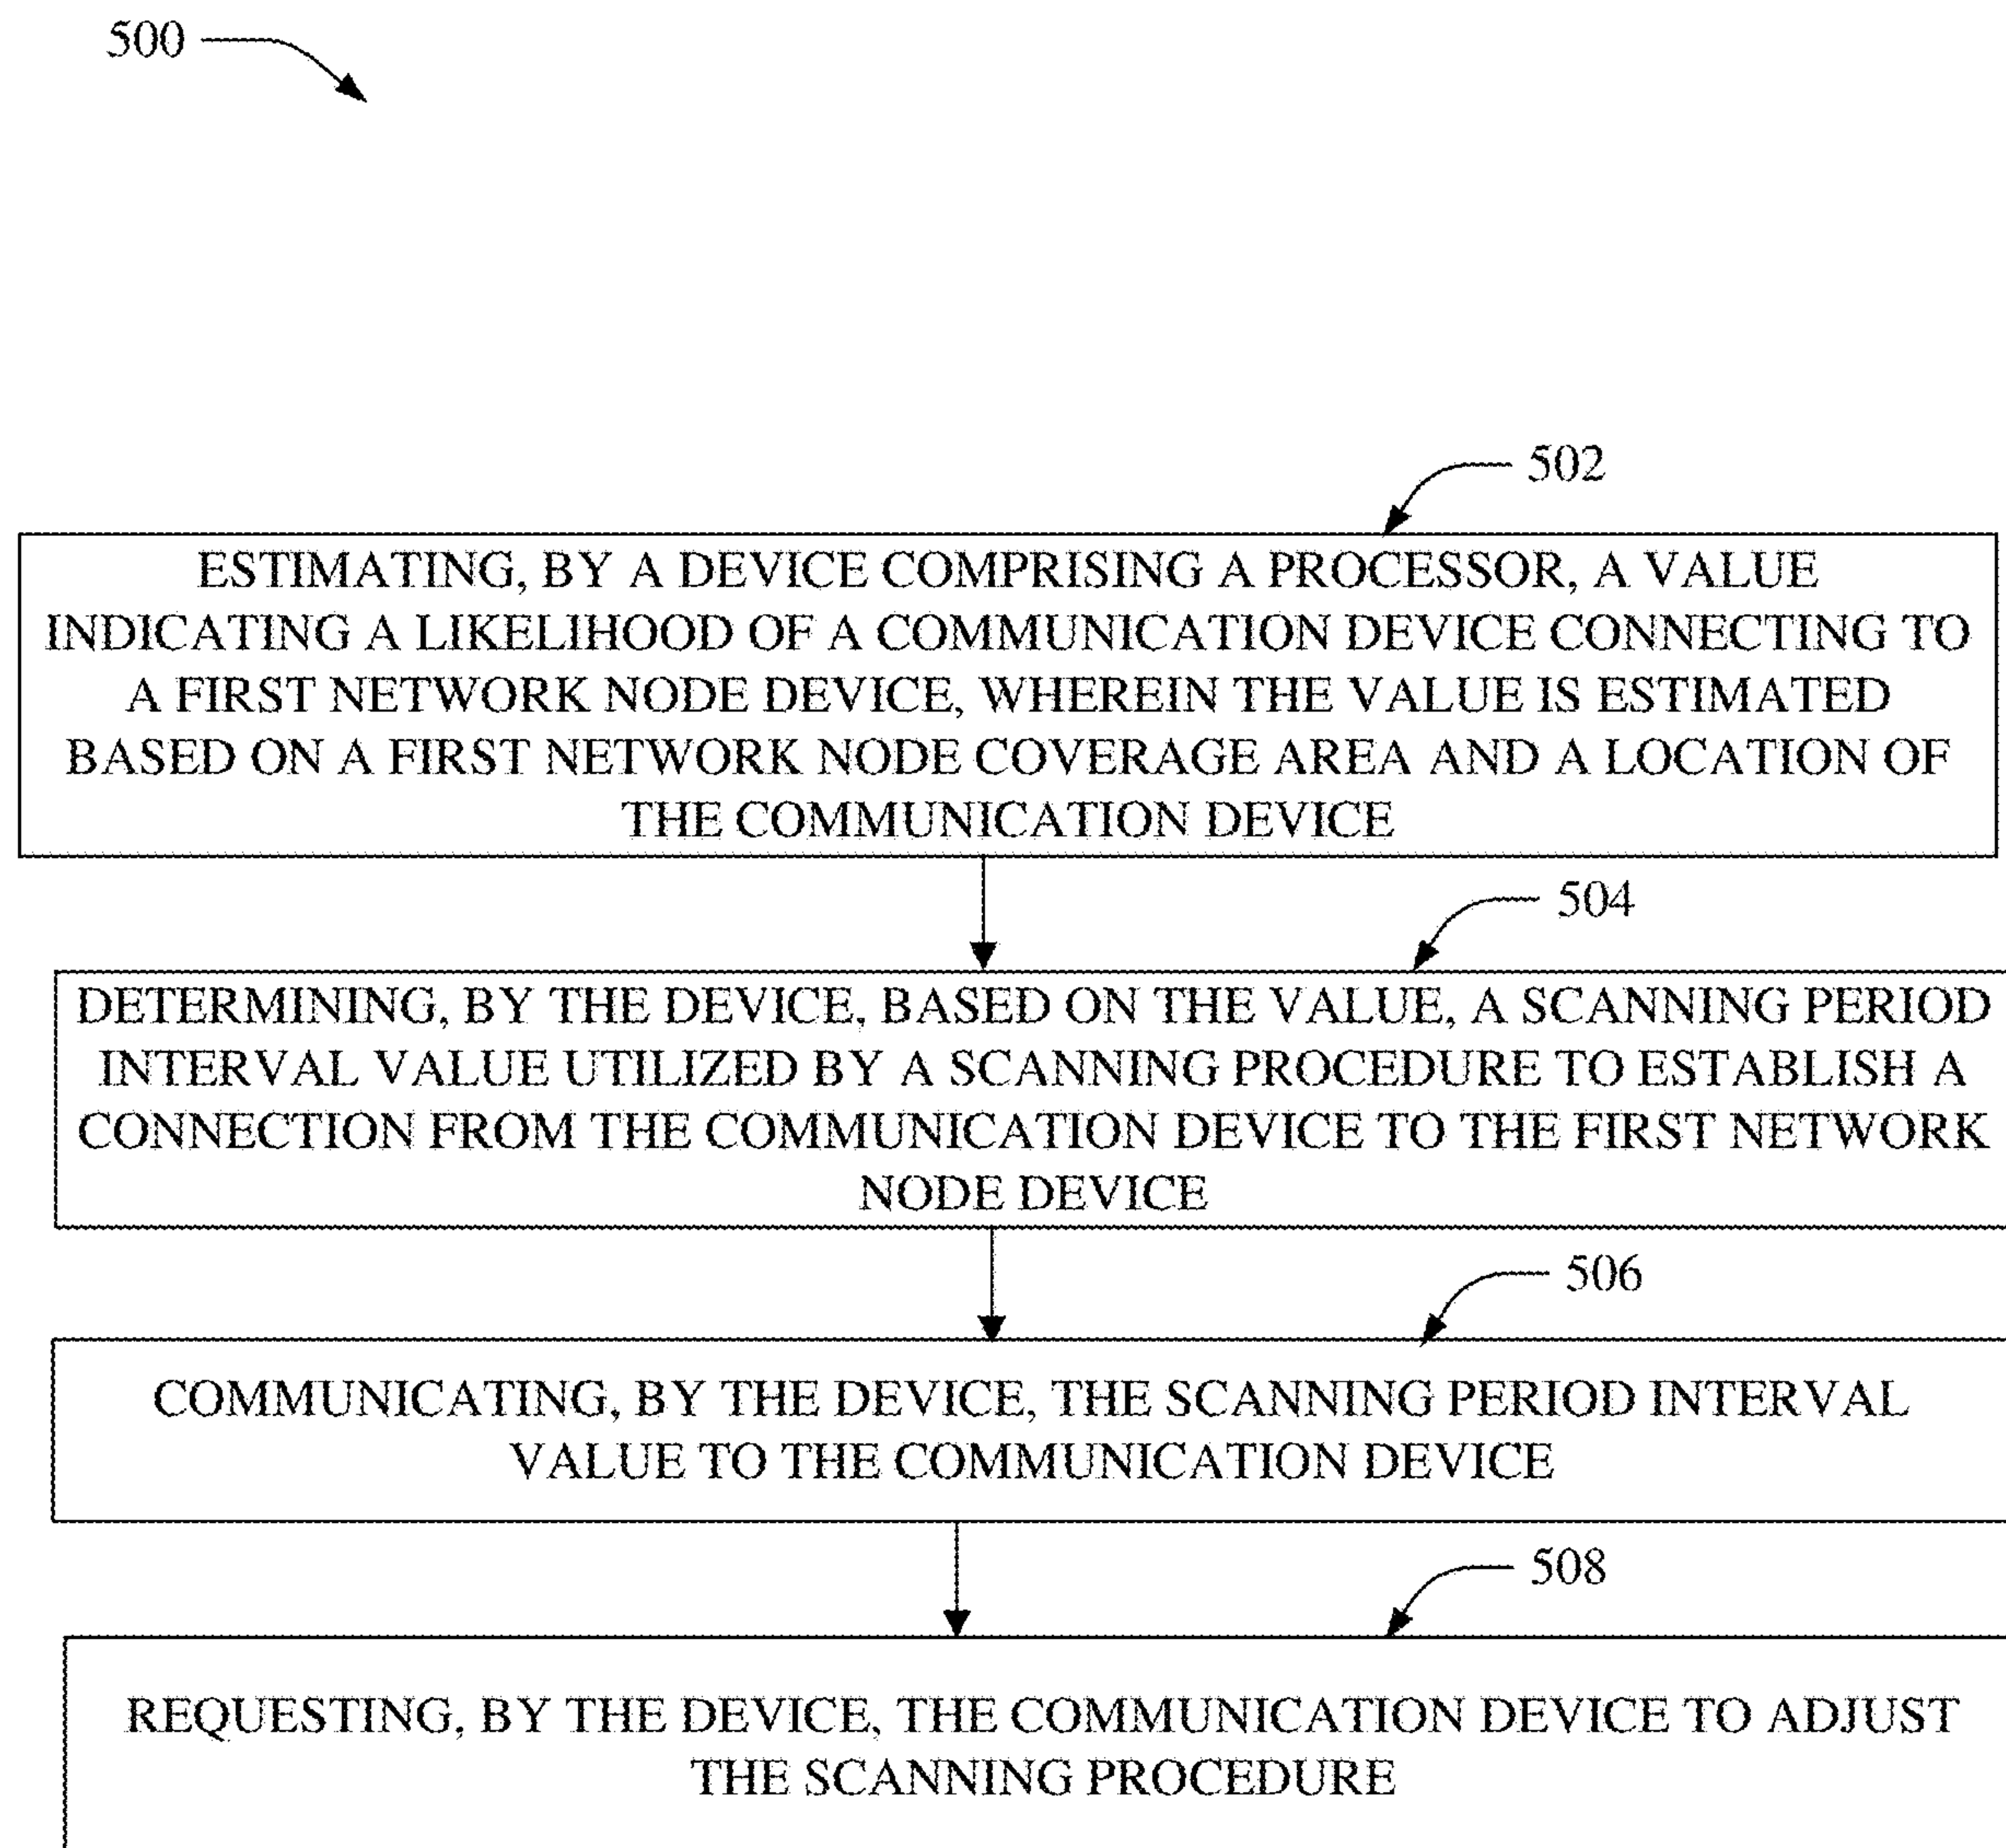 500
502
ESTIMATING, BY A DEVICE COMPRISING A PROCESSOR, A VALUE
INDICATING A LIKELIHOOD OF A COMMUNICATION DEVICE CONNECTING TO
A FIRST NETWORK NODE DEVICE, WHEREIN THE VALUE IS ESTIMATED
BASED ON A FIRST NETWORK NODE COVERAGE AREA AND A LOCATION OF
THE COMMUNICATION DEVICE
504
DETERMINING, BY THE DEVICE, BASED ON THE VALUE, A SCANNING PERIOD
INTERVAL VALUE UTILIZED BY A SCANNING PROCEDURE TO ESTABLISH A
CONNECTION FROM THE COMMUNICATION DEVICE TO THE FIRST NETWORK
NODE DEVICE
506
COMMUNICATING, BY THE DEVICE, THE SCANNING PERIOD INTERVAL
VALUE TO THE COMMUNICATION DEVICE
508
REQUESTING, BY THE DEVICE, THE COMMUNICATION DEVICE TO ADJUST
THE SCANNING PROCEDURE